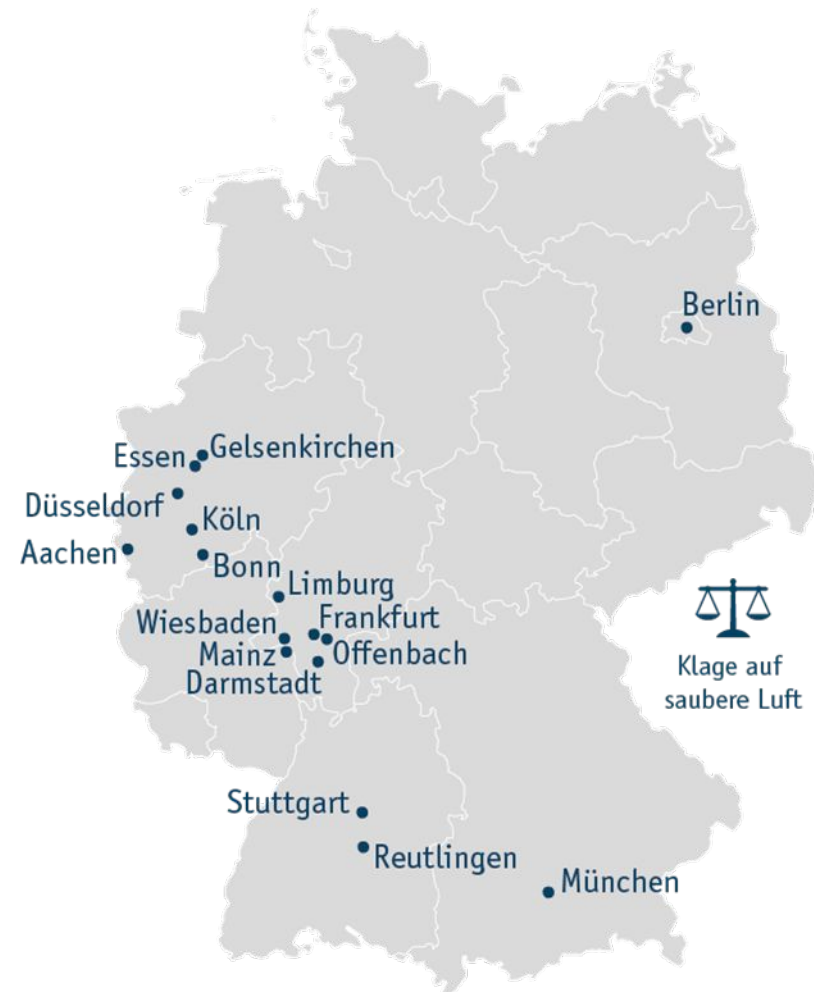 Berlin
Gelsenkirchen
Essen
Düsseldorf
Köln
Aachen
Bonn
Limburg
Wiesbaden
Frankfurt
Mainz
Offenbach
Darmstadt
Klage auf
saubere Luft
Stuttgart
Reutlingen
München